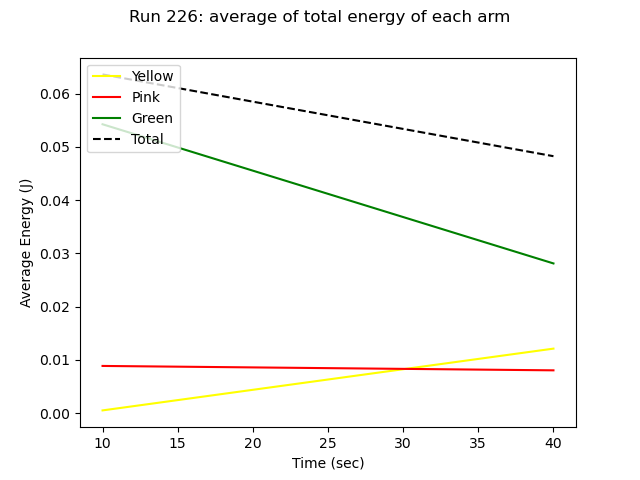 Run 226: average of total energy of each arm
Yellow
Pink
Green
Total
Average Energy (J)
0.06
0.05
0.04
0.03
0.02
0.01
0.00
10 15 20 25 30 35 40
Time (sec)